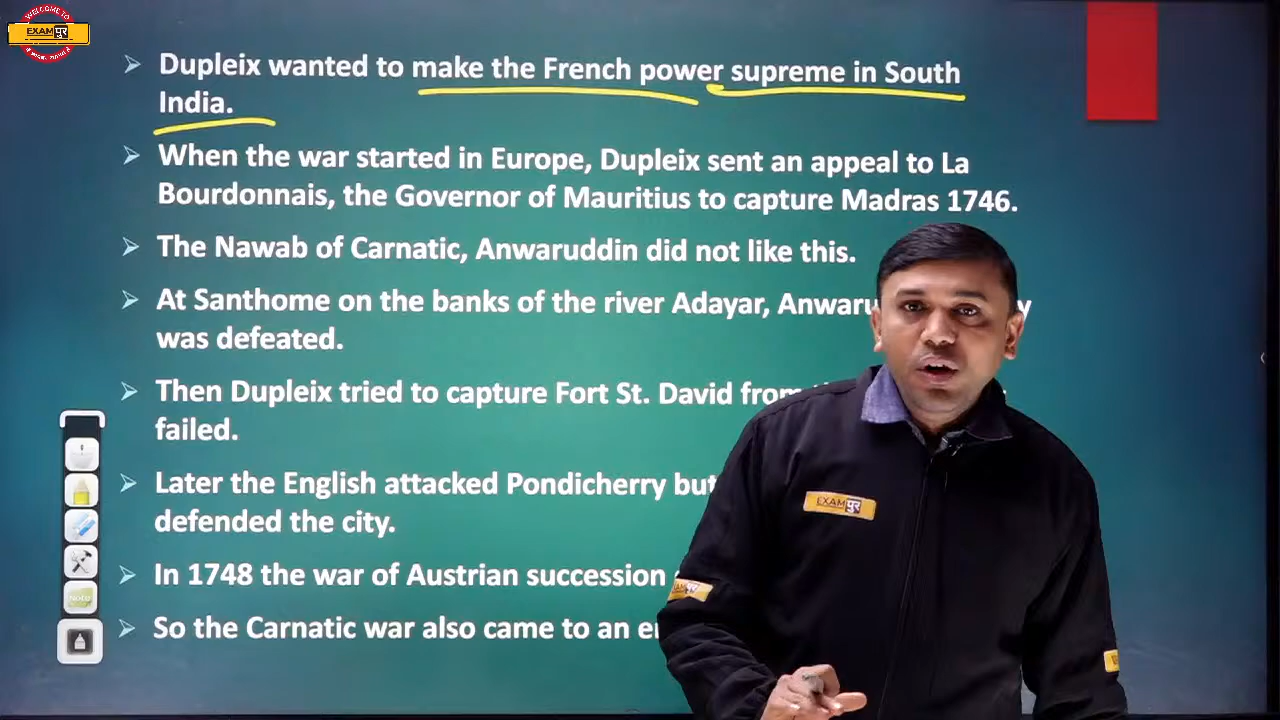 WELCOME TO
EXAM पुर
Dupleix wanted to make the French power supreme in South
India.
When the war started in Europe, Dupleix sent an appeal to La
Bourdonnais, the Governor of Mauritius to capture Madras 1746.
The Nawab of Carnatic, Anwaruddin did not like this.
At Santhome on the banks of the river Adayar,
was defeated.
Then Dupleix tried to capture Fort St. David
failed.
Later the English attacked Pondicherry but
defended the city.
In 1748 the war of Austrian succession
So the Carnatic war also came to an
EXAM पुर